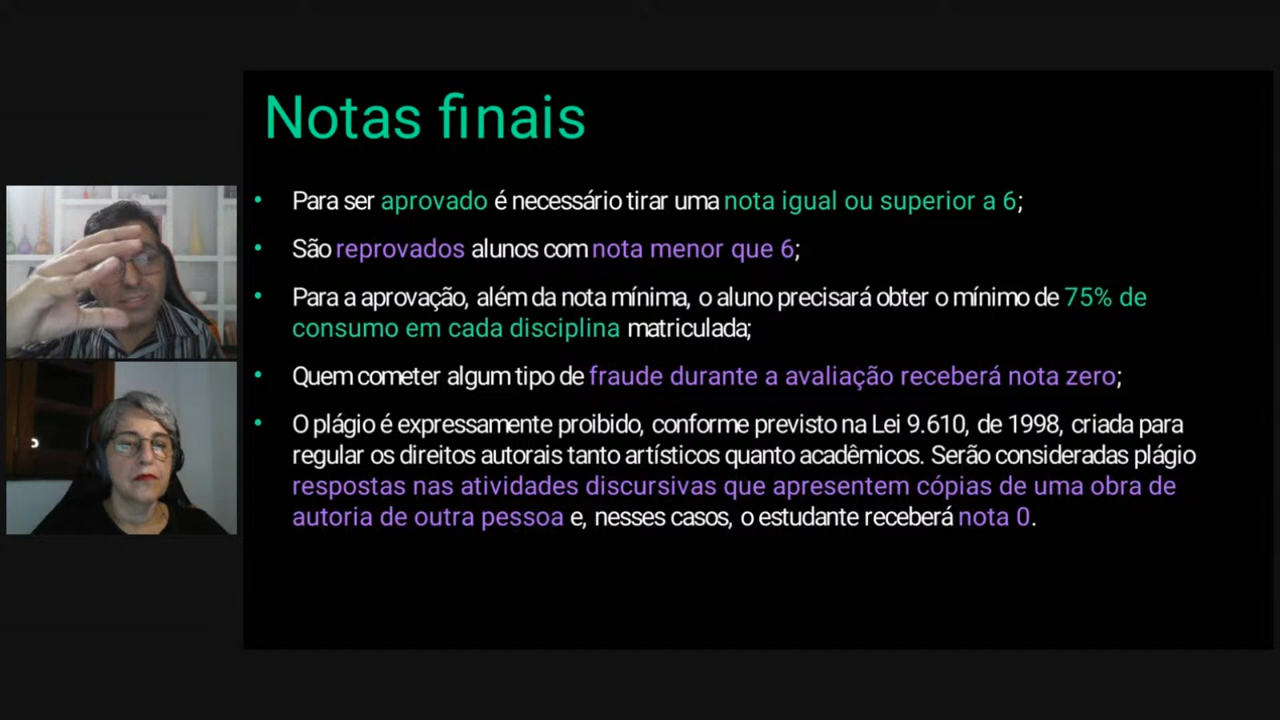 Notas finais
• Para ser aprovado é necessário tirar uma nota igual ou superior a 6;
• São reprovados alunos com nota menor que 6;
• Para a aprovação, além da nota mínima, o aluno precisará obter o mínimo de 75% de
consumo em cada disciplina matriculada;
• Quem cometer algum tipo de fraude durante a avaliação receberá nota zero;
• O plágio é expressamente proibido, conforme previsto na Lei 9.610, de 1998, criada para
regular os direitos autorais tanto artísticos quanto acadêmicos. Serão consideradas plágio
respostas nas atividades discursivas que apresentem cópias de uma obra de
autoria de outra pessoa e, nesses casos, o estudante receberá nota 0.